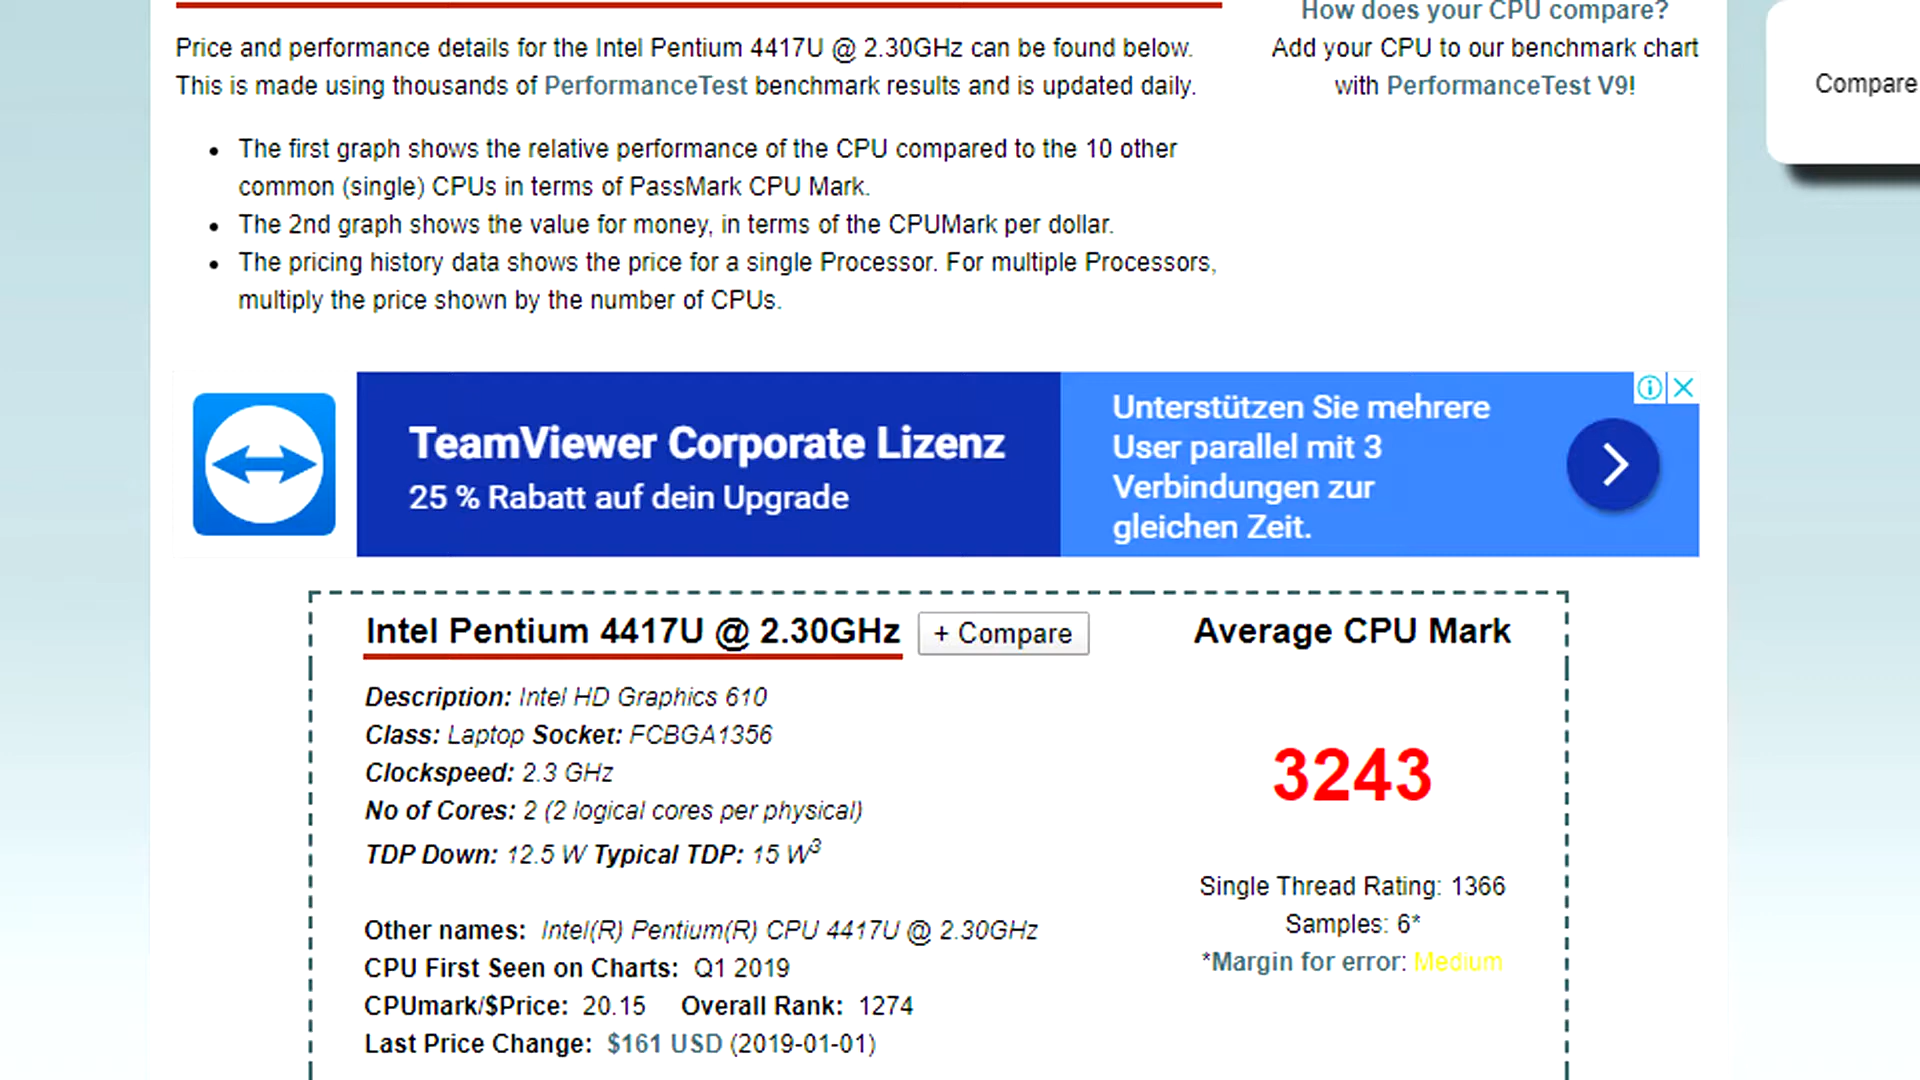 How does your CPU compare?
Price and performance details for the Intel Pentium 4417U @ 2.30GHz can be found below.
Add your CPU to our benchmark chart
This is made using thousands of PerformanceTest benchmark results and is updated daily.
with PerformanceTest V9!
Compare
• The first graph shows the relative performance of the CPU compared to the 10 other
common (single) CPUs in terms of PassMark CPU Mark.
• The 2nd graph shows the value for money, in terms of the CPUMark per dollar.
• The pricing history data shows the price for a single Processor. For multiple Processors,
multiply the price shown by the number of CPUs.
TeamViewer Corporate Lizenz
25 % Rabatt auf dein Upgrade
Unterstützen Sie mehrere
User parallel mit 3
Verbindungen zur
gleichen Zeit.
Intel Pentium 4417U @ 2.30GHz
+ Compare
Description: Intel HD Graphics 610
Class: Laptop Socket: FCBGA1356
Clockspeed: 2.3 GHz
No of Cores: 2 (2 logical cores per physical)
TDP Down: 12.5 W Typical TDP: 15 W³
Other names: Intel(R) Pentium(R) CPU 4417U @ 2.30GHz
CPU First Seen on Charts: Q1 2019
CPUmark/$Price: 20.15 Overall Rank: 1274
Last Price Change: $161 USD (2019-01-01)
Average CPU Mark
3243
Single Thread Rating: 1366
Samples: 6*
*Margin for error: Medium